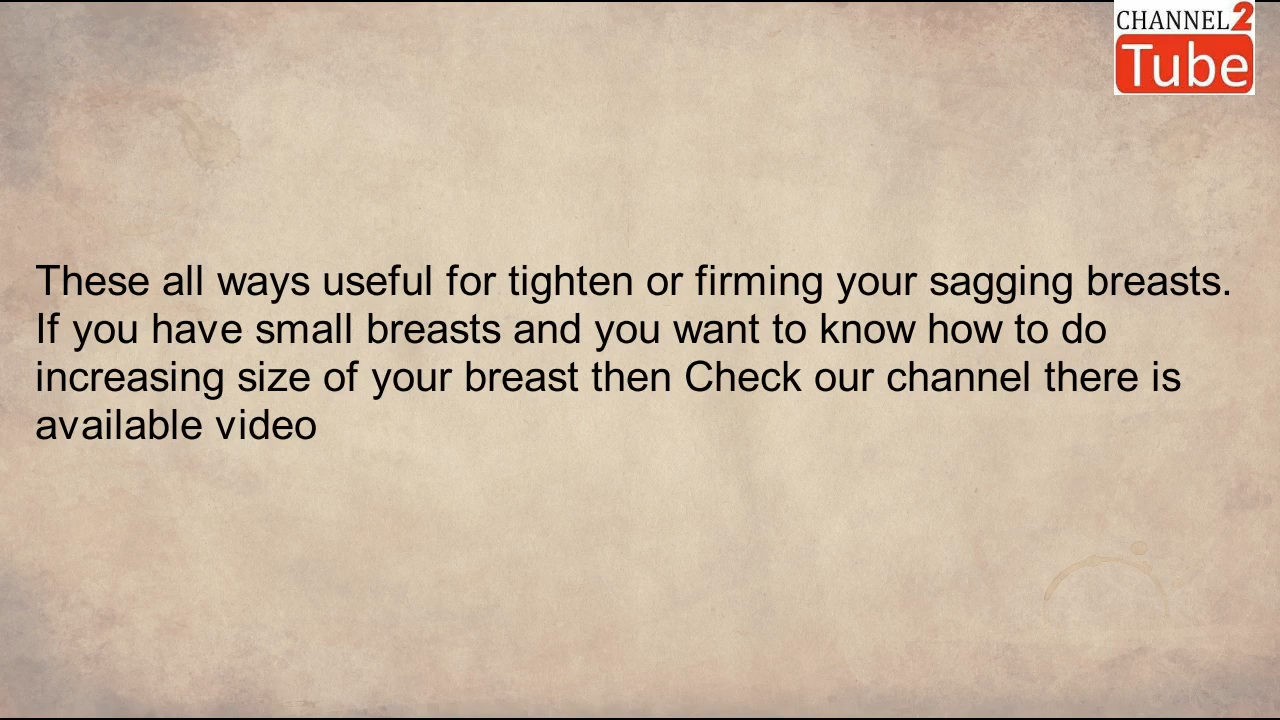 CHANNEL2
Tube
These all ways useful for tighten or firming your sagging breasts.
If you have small breasts and you want to know how to do
increasing size of your breast then Check our channel there is
available video